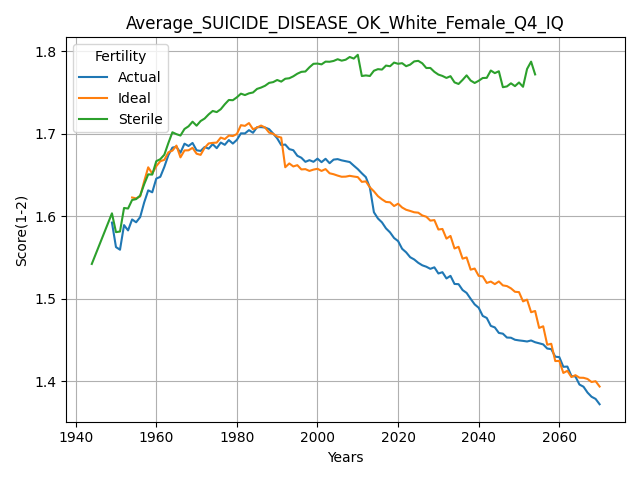 Average_SUICIDE_DISEASE_OK_White_Female_Q4_IQ
Fertility
Actual
Ideal
Sterile
Score(1-2)
1.8
1.7
1.6
1.5
1.4
1940 1960 1980 2000 2020 2040 2060
Years